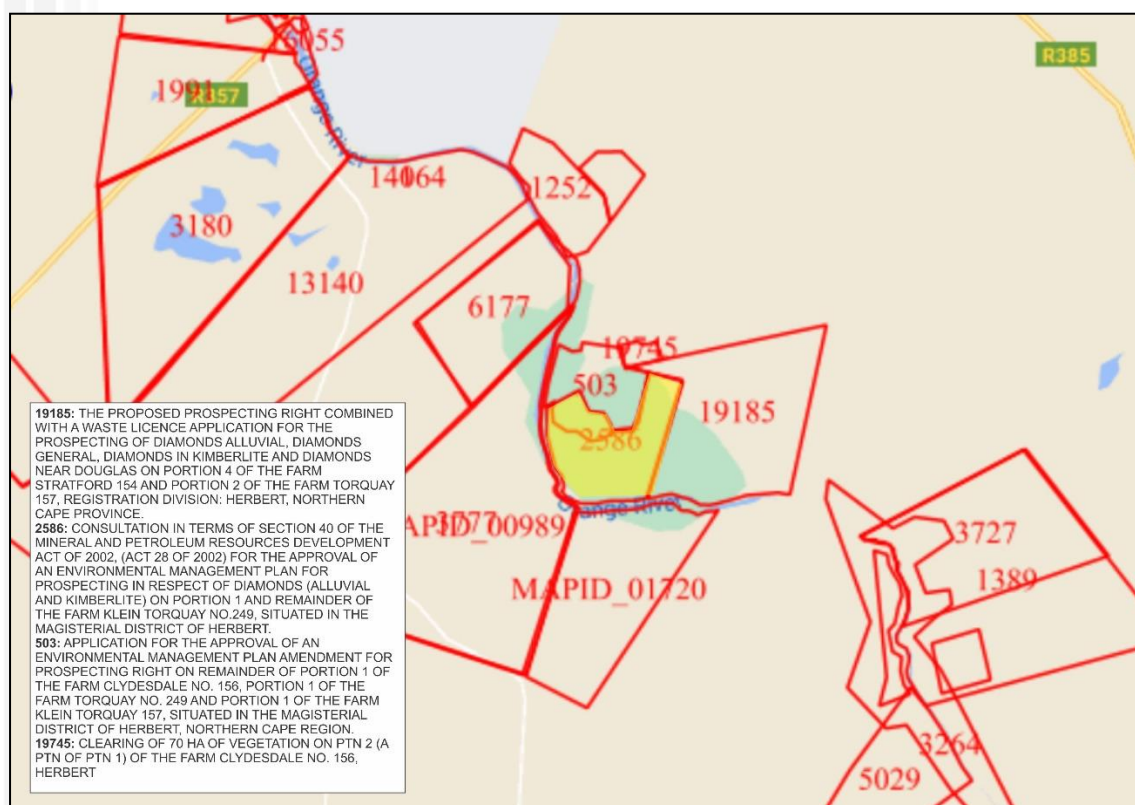 6055
R385
1991
R357
Orange River
14064
1252
3180
13140
6177
19745
503
19185
2586
Orange River
3777
APID_00989
MAPID_01720
3727
1389
3264
5029
19185: THE PROPOSED PROSPECTING RIGHT COMBINED
WITH A WASTE LICENCE APPLICATION FOR THE
PROSPECTING OF DIAMONDS ALLUVIAL, DIAMONDS
GENERAL, DIAMONDS IN KIMBERLITE AND DIAMONDS
NEAR DOUGLAS ON PORTION 4 OF THE FARM
STRATFORD 154 AND PORTION 2 OF THE FARM TORQUAY
157, REGISTRATION DIVISION: HERBERT, NORTHERN
CAPE PROVINCE.
2586: CONSULTATION IN TERMS OF SECTION 40 OF THE
MINERAL AND PETROLEUM RESOURCES DEVELOPMENT
ACT OF 2002, (ACT 28 OF 2002) FOR THE APPROVAL OF
AN ENVIRONMENTAL MANAGEMENT PLAN FOR
PROSPECTING IN RESPECT OF DIAMONDS (ALLUVIAL
AND KIMBERLITE) ON PORTION 1 AND REMAINDER OF
THE FARM KLEIN TORQUAY NO.249, SITUATED IN THE
MAGISTERIAL DISTRICT OF HERBERT.
503: APPLICATION FOR THE APPROVAL OF AN
ENVIRONMENTAL MANAGEMENT PLAN AMENDMENT FOR
PROSPECTING RIGHT ON REMAINDER OF PORTION 1 OF
THE FARM CLYDESDALE NO. 156, PORTION 1 OF THE
FARM TORQUAY NO. 249 AND PORTION 1 OF THE FARM
KLEIN TORQUAY 157, SITUATED IN THE MAGISTERIAL
DISTRICT OF HERBERT, NORTHERN CAPE REGION.
19745: CLEARING OF 70 HA OF VEGETATION ON PTN 2 (A
PTN OF PTN 1) OF THE FARM CLYDESDALE NO. 156,
HERBERT